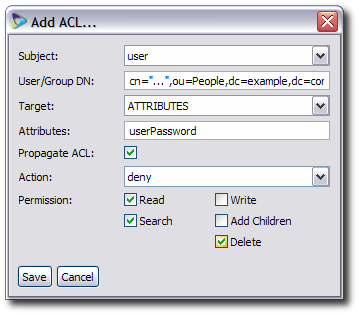 Add ACL...
Subject: user
User/Group DN: cn="...",ou=People,dc=example,dc=cor
Target: ATTRIBUTES
Attributes: userPassword
Propagate ACL:
Action: deny
Permission: Read Write
Search Add Children
Delete
Save Cancel